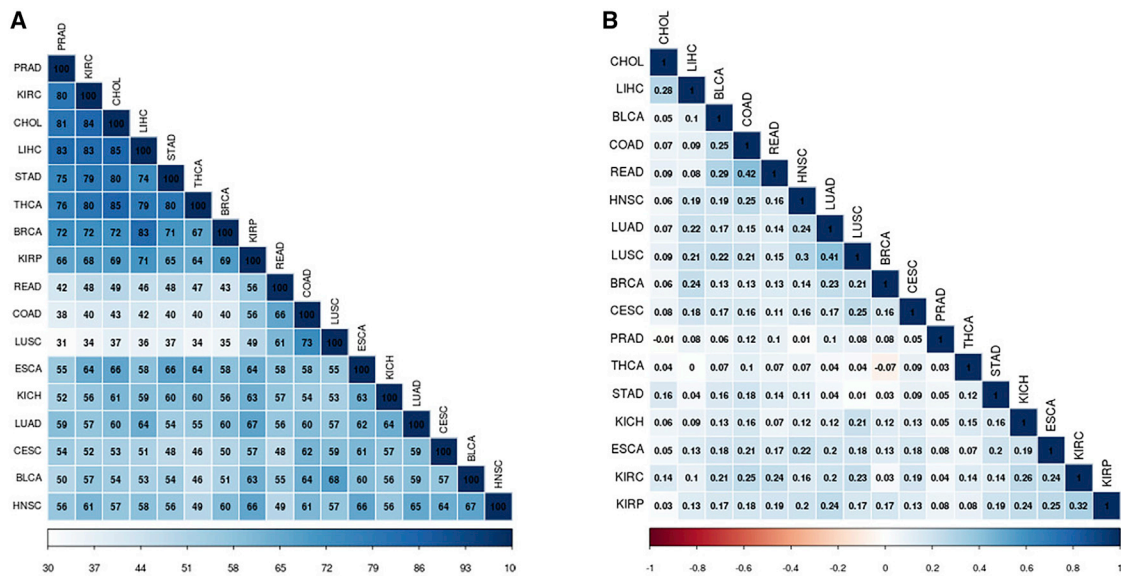 A
PRAD
PRAD 100 KIRC
KIRC 80 100 CHOL
CHOL 81 84 100 LIHC
LIHC 83 83 85 100 STAD
STAD 75 79 80 74 100 THCA
THCA 76 80 85 79 80 100 BRCA
BRCA 72 72 72 83 71 67 100 KIRP
KIRP 66 68 69 71 65 64 69 100 READ
READ 42 48 49 46 48 47 43 56 100 COAD
COAD 38 40 43 42 40 40 40 56 66 100 LUSC
LUSC 31 34 37 36 37 34 35 49 61 73 100 ESCA
ESCA 55 64 66 58 66 64 58 64 58 58 55 100 KICH
KICH 52 56 61 59 60 60 56 63 57 54 53 63 100 LUAD
LUAD 59 57 60 64 54 55 59 67 56 60 57 62 64 100 CESC
CESC 54 52 53 51 48 46 50 57 48 62 59 61 57 59 100 BLCA
BLCA 50 57 54 53 54 46 51 63 55 64 68 60 56 59 57 100 HNSC
HNSC 56 61 57 58 56 49 60 66 49 61 57 66 56 65 64 67 100
30 37 44 51 58 65 72 79 86 93 10
B
CHOL
CHOL 1 LIHC
LIHC 0.28 1 BLCA
BLCA 0.05 0.1 1 COAD
COAD 0.07 0.09 0.25 1 READ
READ 0.09 0.08 0.29 0.42 1 HNSC
HNSC 0.06 0.19 0.19 0.25 0.16 1 LUAD
LUAD 0.07 0.22 0.17 0.15 0.14 0.24 1 LUSC
LUSC 0.09 0.21 0.22 0.21 0.15 0.3 0.41 1 BRCA
BRCA 0.06 0.24 0.13 0.13 0.13 0.14 0.23 0.21 1 CESC
CESC 0.08 0.18 0.17 0.16 0.11 0.16 0.17 0.25 0.16 1 PRAD
PRAD -0.01 0.08 0.06 0.12 0.1 0.01 0.1 0.08 0.08 0.05 1 THCA
THCA 0.04 0 0.07 0.1 0.07 0.07 0.04 0.04 -0.07 0.09 0.03 1 STAD
STAD 0.16 0.04 0.16 0.18 0.14 0.11 0.04 0.01 0.03 0.09 0.05 0.12 1 KICH
KICH 0.06 0.09 0.13 0.16 0.07 0.12 0.12 0.21 0.12 0.13 0.05 0.15 0.16 1 ESCA
ESCA 0.05 0.13 0.18 0.21 0.17 0.22 0.2 0.18 0.13 0.18 0.08 0.07 0.2 0.19 1 KIRC
KIRC 0.14 0.1 0.21 0.25 0.24 0.16 0.2 0.23 0.03 0.19 0.04 0.14 0.14 0.26 0.24 1 KIRP
KIRP 0.03 0.13 0.17 0.18 0.19 0.2 0.24 0.17 0.17 0.13 0.08 0.08 0.19 0.24 0.25 0.32 1
-1 -0.8 -0.6 -0.4 -0.2 0 0.2 0.4 0.6 0.8 1